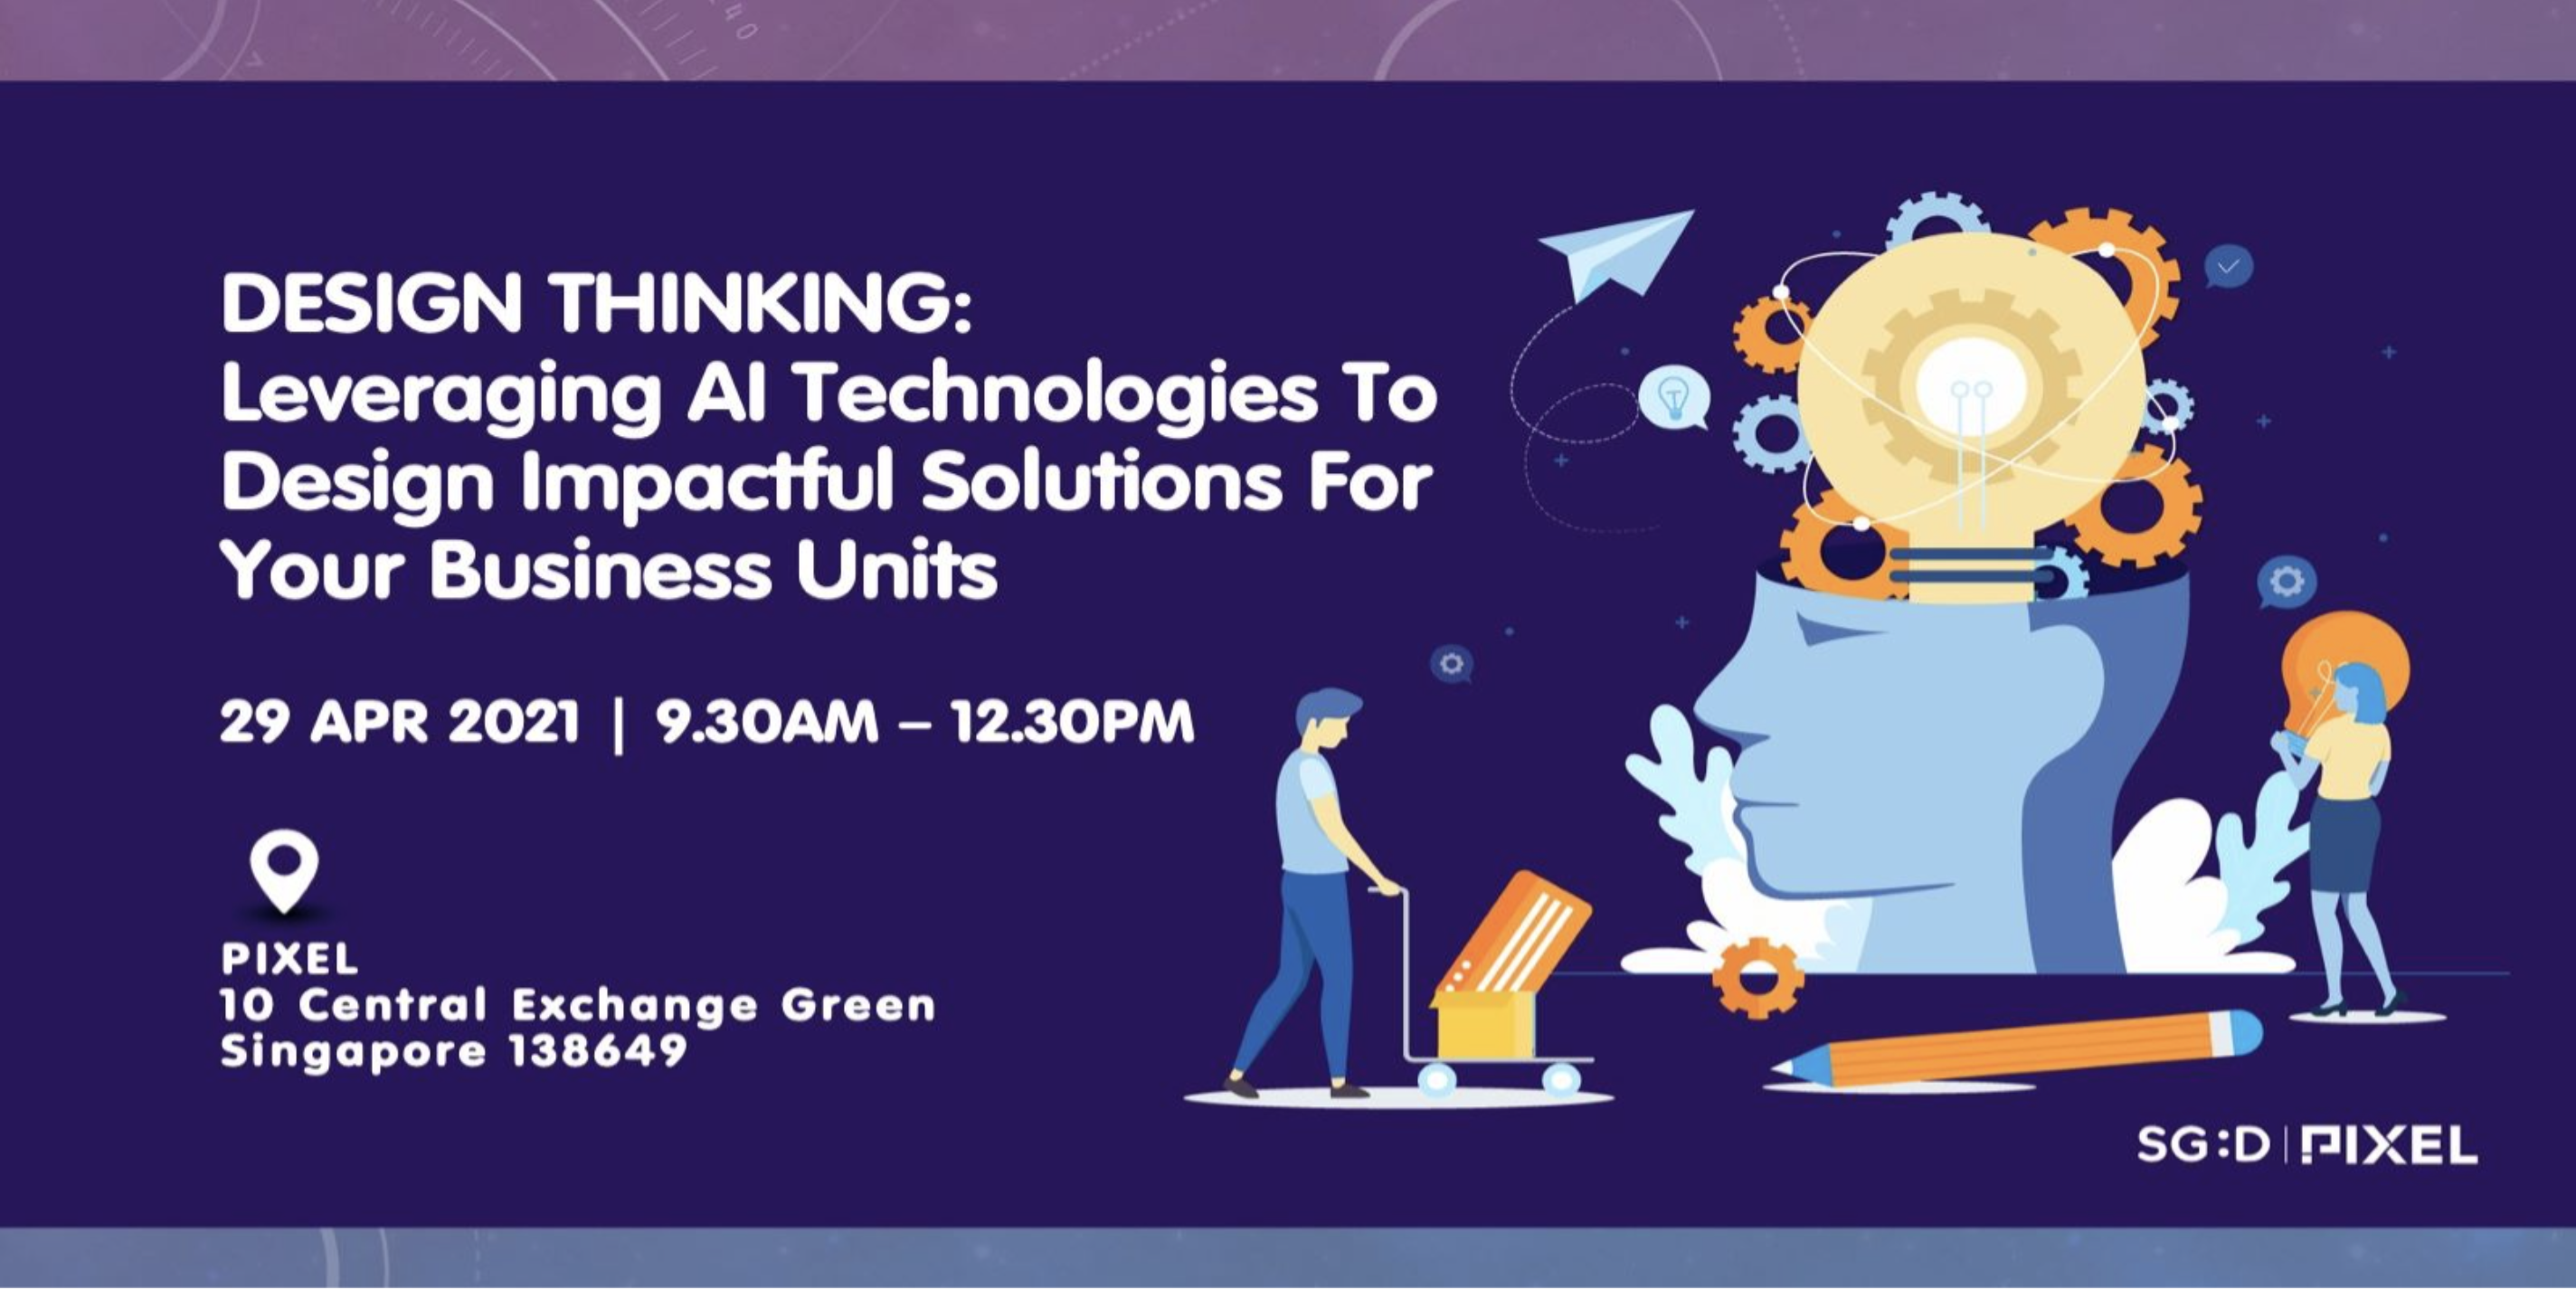 40
DESIGN THINKING:
Leveraging AI Technologies To
Design Impactful Solutions For
Your Business Units
29 APR 2021 | 9.30AM – 12.30PM
PIXEL
10 Central Exchange Green
Singapore 138649
SG:D | PIXEL